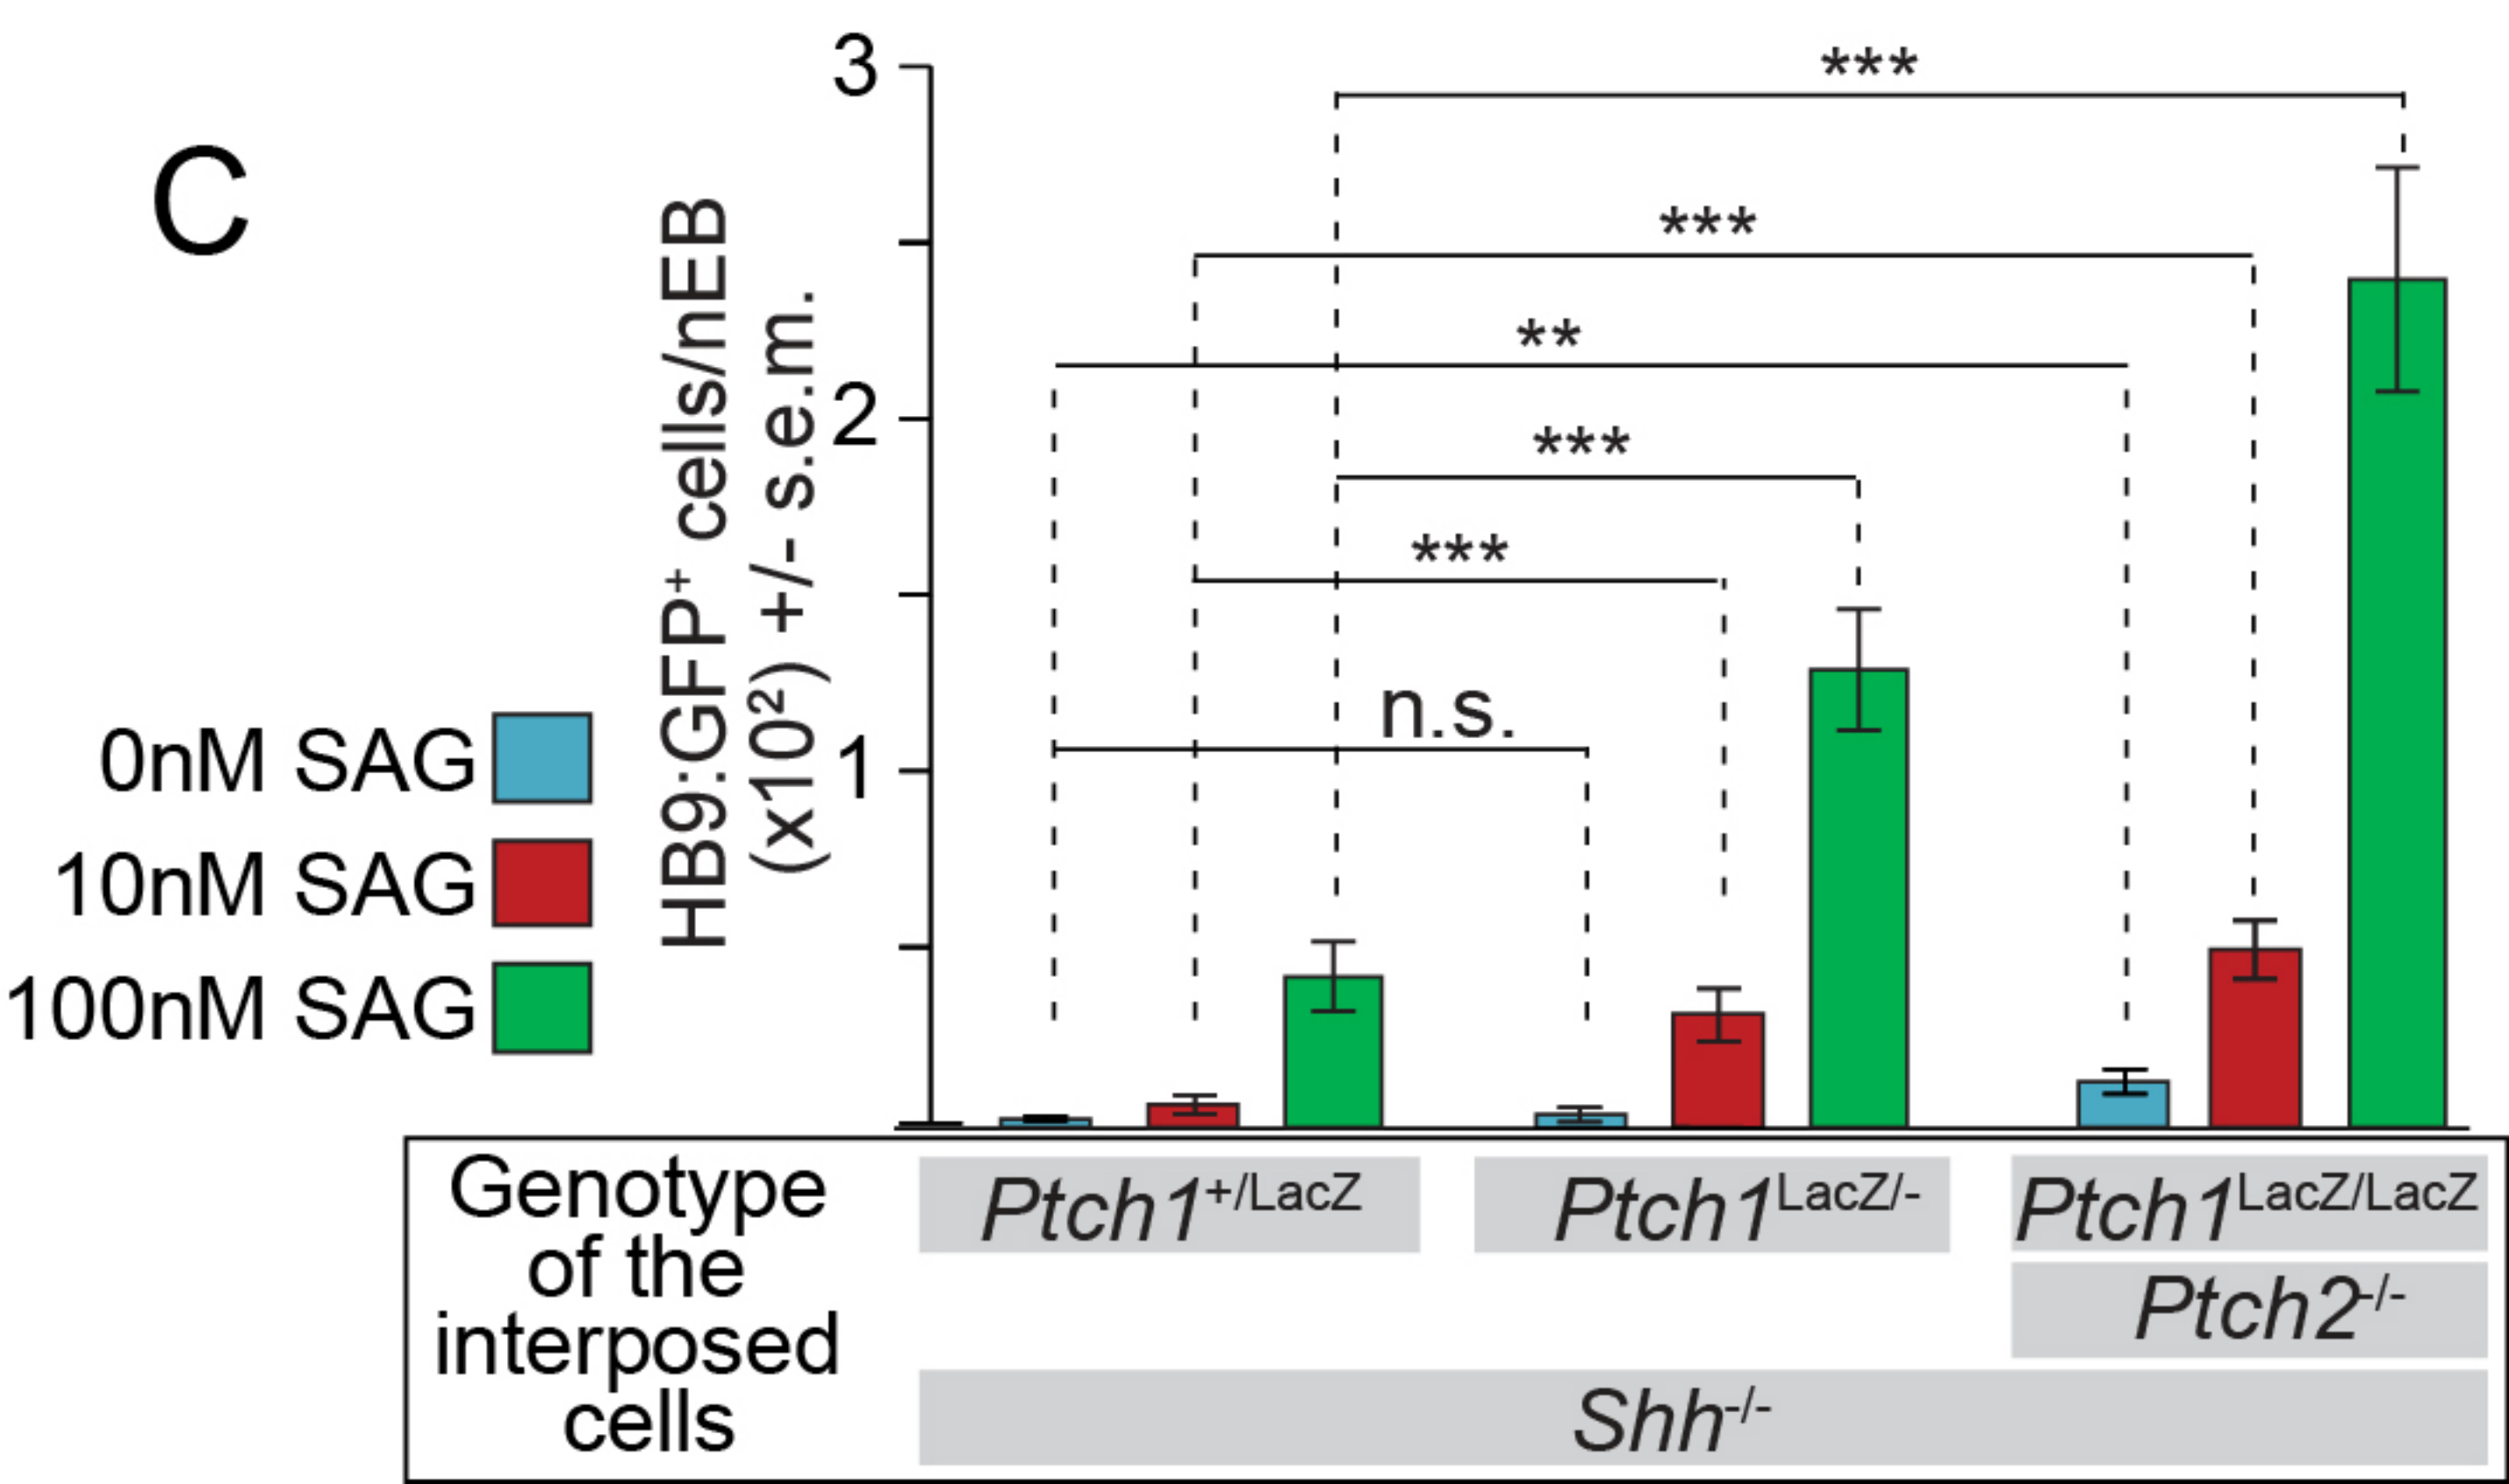 C
HB9:GFP⁺ cells/nEB
(x10²) +/- s.e.m.
3
2
1
***
***
**
***
***
n.s.
0nM SAG
10nM SAG
100nM SAG
Genotype
of the
interposed
cells
Ptch1+/LacZ
Ptch1LacZ/-
Ptch1LacZ/LacZ
Ptch2-/-
Shh-/-